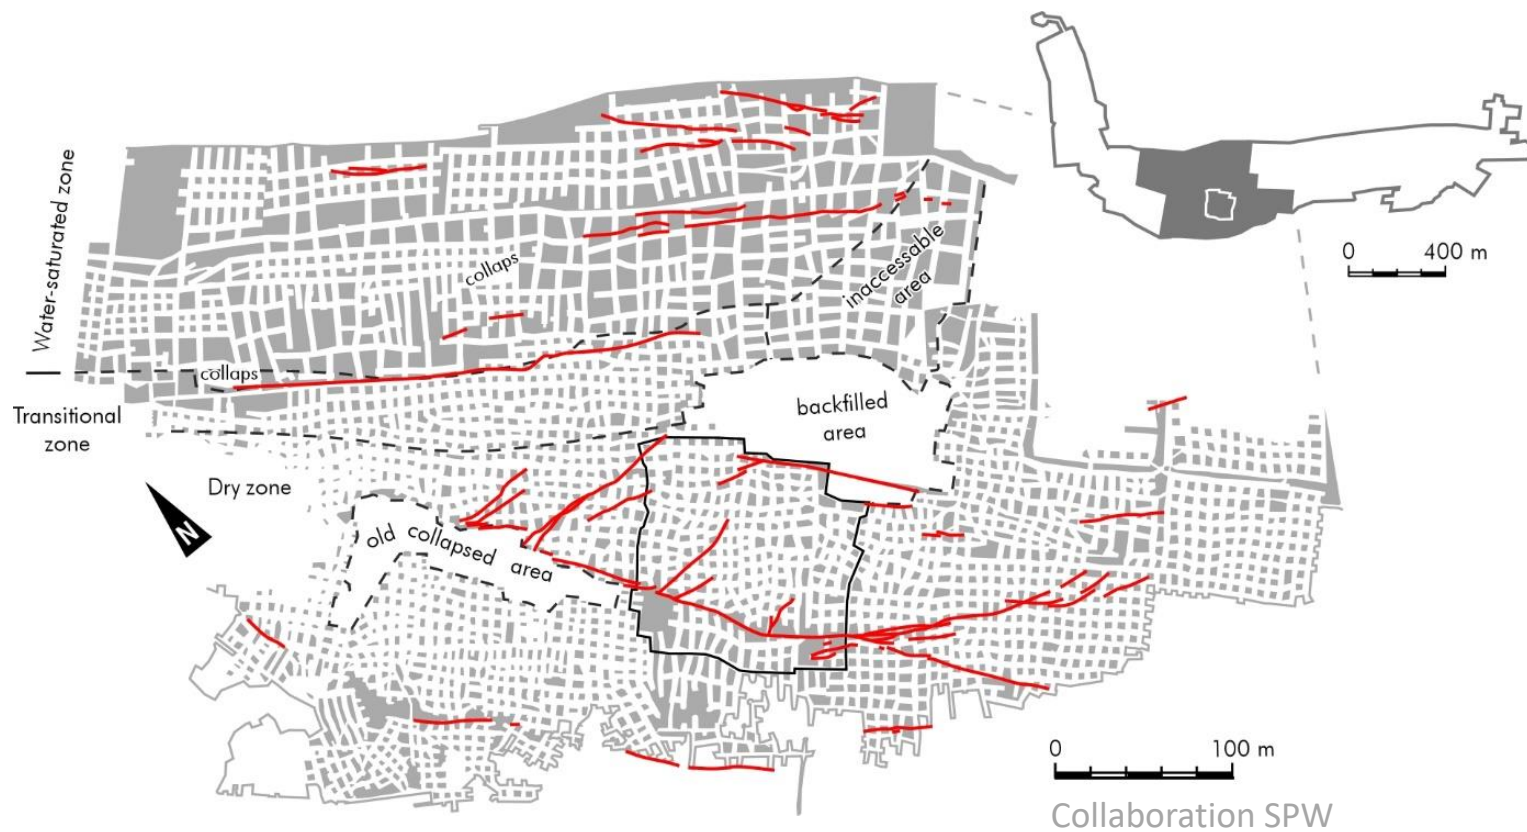 Water-saturated zone
Transitional
zone
Dry zone
N
collaps
collaps
inaccessable
area
backfilled
area
old collapsed area
0 400 m
0 100 m
Collaboration SPW